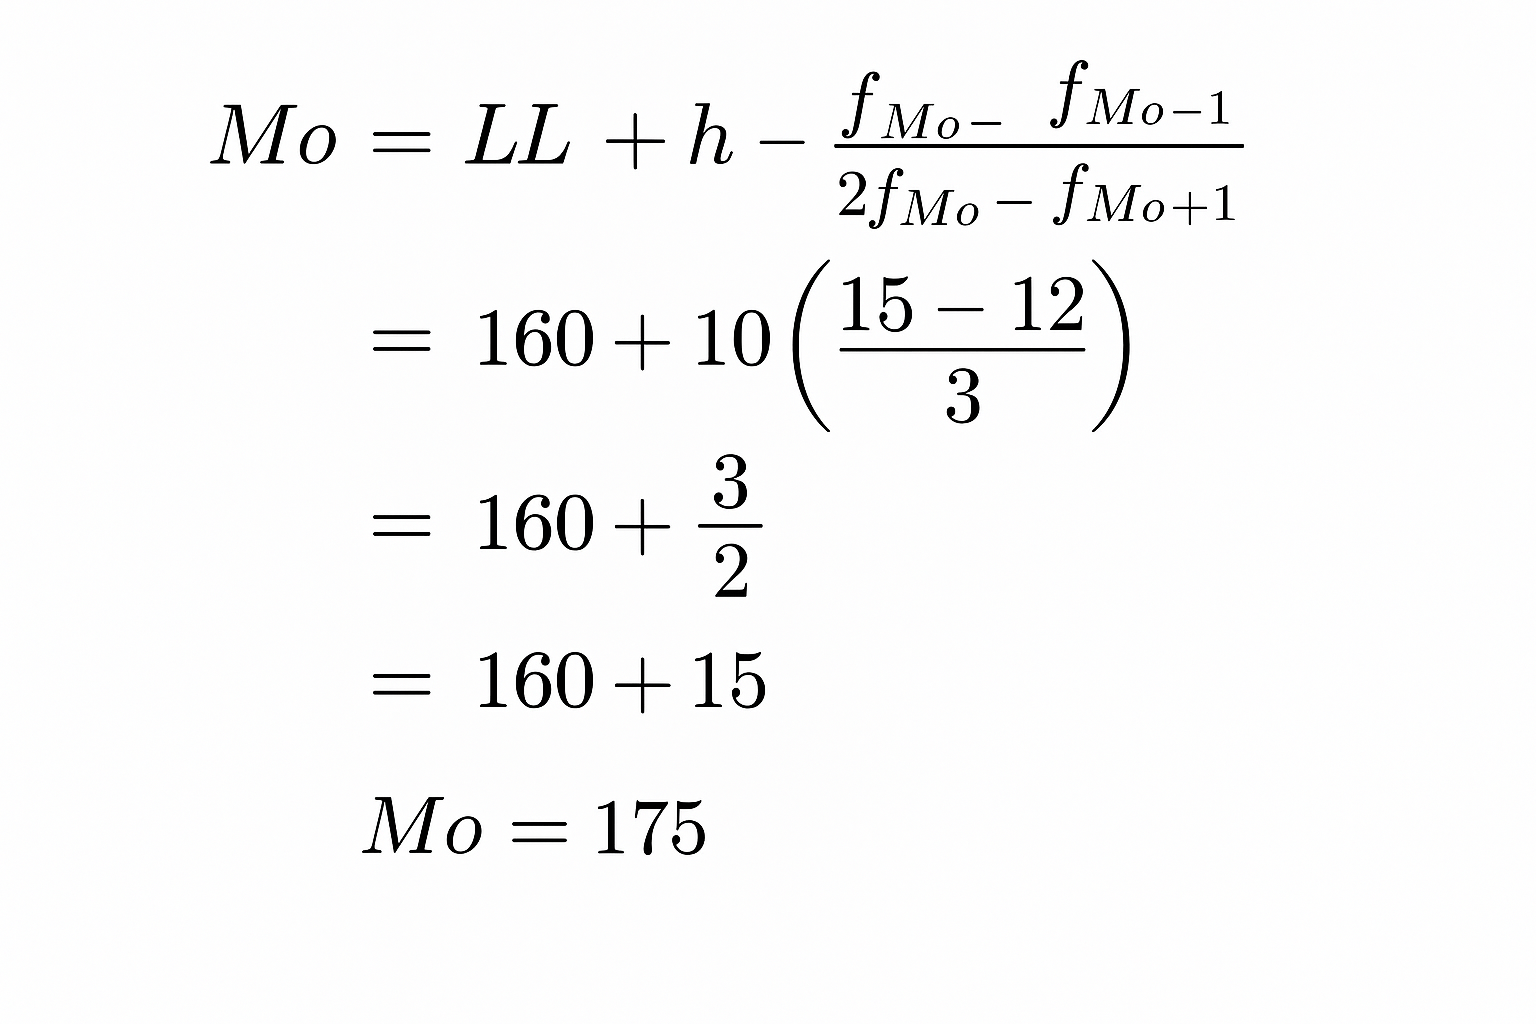 Mo = LL + h - \frac{f_{Mo-} \ f_{Mo-1}}{2f_{Mo} - f_{Mo+1}}
= 160 + 10 \left( \frac{15 - 12}{3} \right)
= 160 + \frac{3}{2}
= 160 + 15
Mo = 175